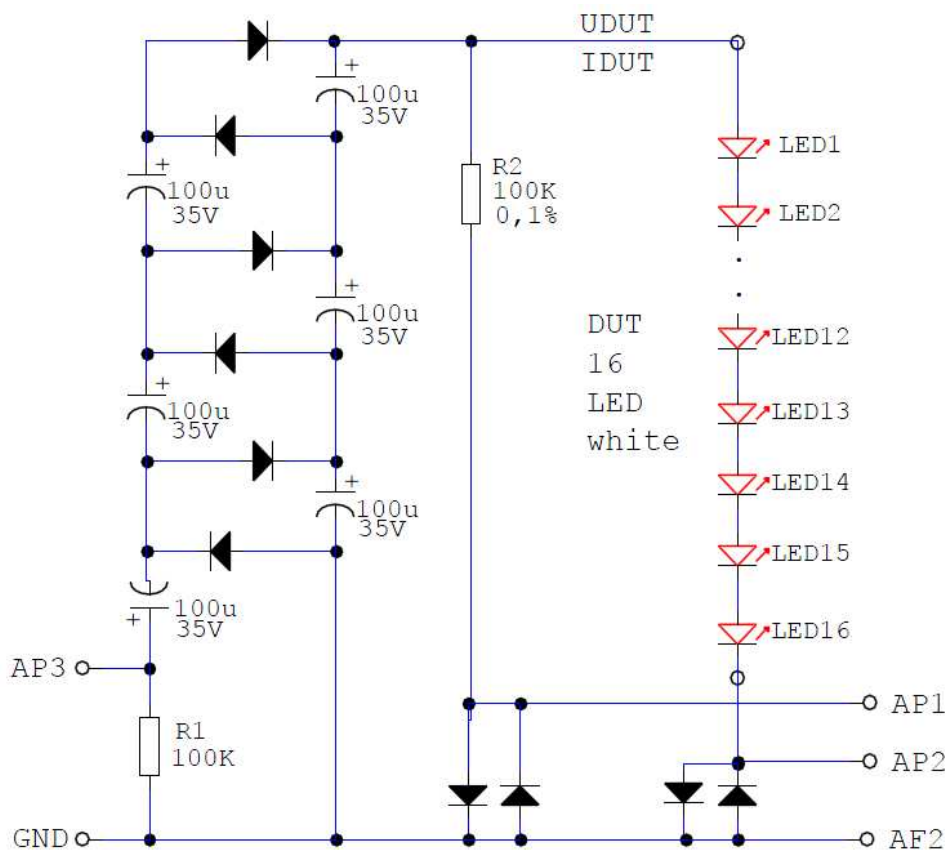 UDUT
IDUT
+
100u
35V
+
100u
35V
LED1
R2
100K
0,1%
LED2
+
100u
35V
DUT
16
LED
white
LED12
+
100u
35V
LED13
+
100u
35V
LED14
LED15
100u
35V
+
LED16
AP3
AP1
R1
100K
AP2
GND
AF2